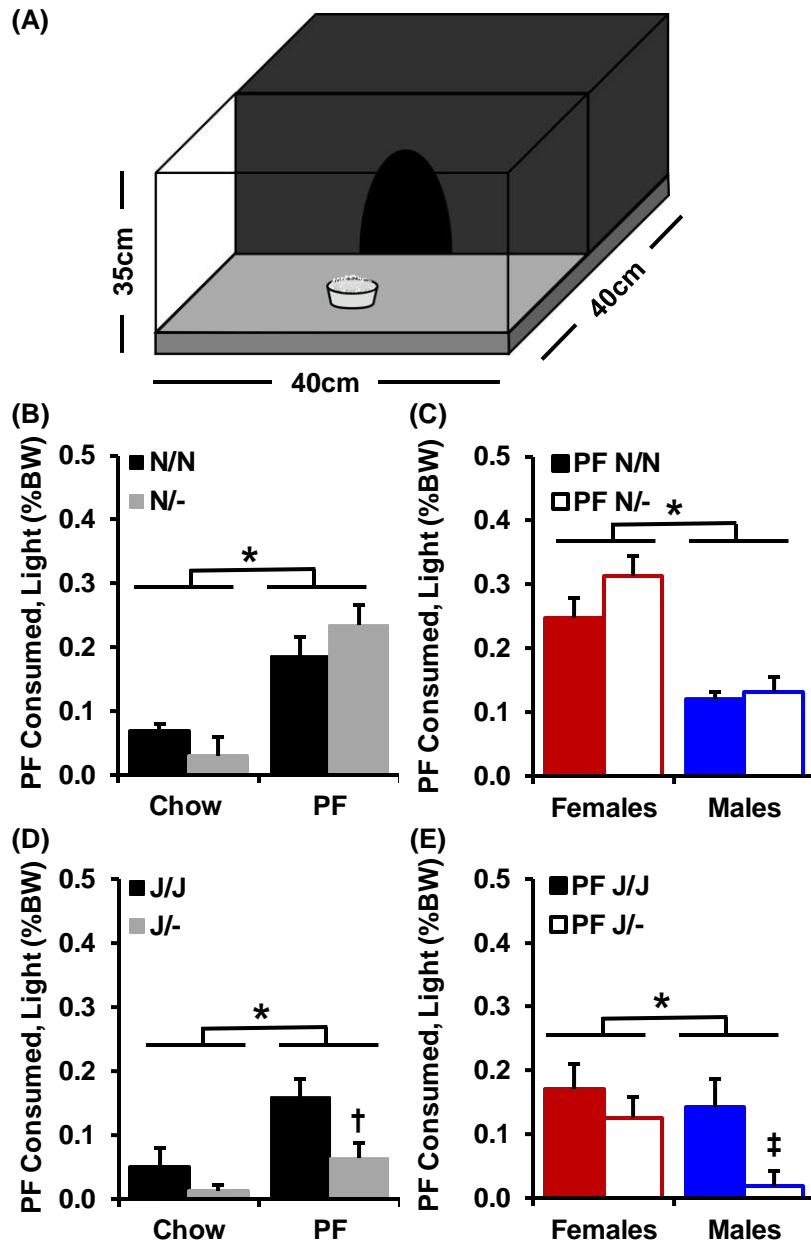 (A)
35cm
40cm
40cm
(B)
PF Consumed, Light (%BW)
N/N
N/-
0.5
0.4
0.3
0.2
0.1
0.0
*
Chow PF
(C)
PF Consumed, Light (%BW)
PF N/N
PF N/-
0.5
0.4
0.3
0.2
0.1
0.0
*
Females Males
(D)
PF Consumed, Light (%BW)
J/J
J/-
0.5
0.4
0.3
0.2
0.1
0.0
*
†
Chow PF
(E)
PF Consumed, Light (%BW)
PF J/J
PF J/-
0.5
0.4
0.3
0.2
0.1
0.0
*
‡
Females Males